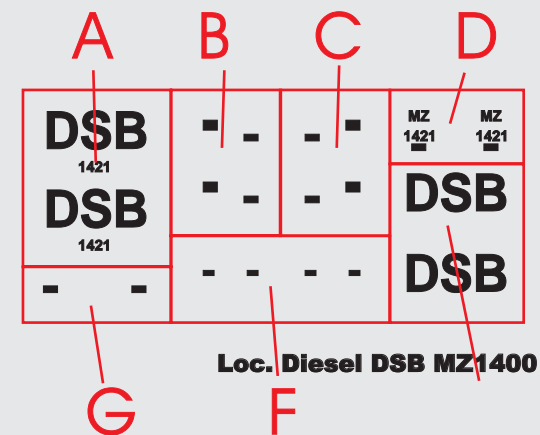 A B C D
DSB
1421
DSB
1421
MZ MZ
1421 1421
DSB
DSB
Loc. Diesel DSB MZ1400
G F